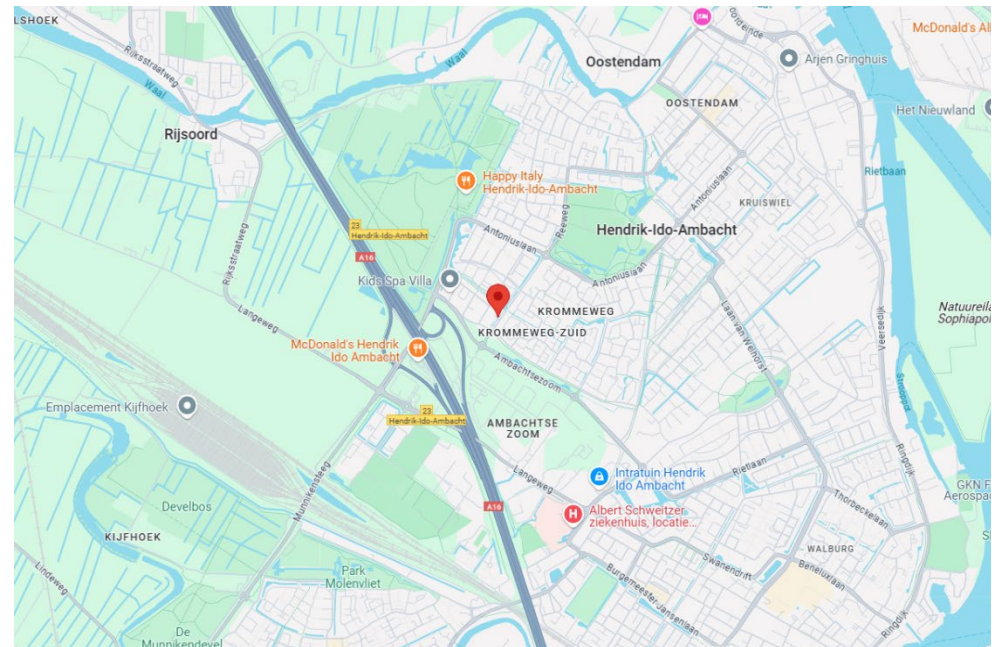 LSHOEK
Rijksstraatweg
Waal
Waal
Rijsoord
Oostendam
Arjen Gringhuis
McDonald's Al
OOSTENDAM
Het Nieuwland
Rietbaan
Happy Italy
Hendrik-Ido-Ambacht
Antoniuslaan
KRUISWIEL
23
Hendrik-Ido-Ambacht
A16
Antoniuslaan
Reeweg
Hendrik-Ido-Ambacht
Rijksstraatweg
Kids Spa Villa
Antoniuslaan
Langeweg
KROMMEWEG
KROMMEWEG-ZUID
Laan van Welhorst
Veersedijk
Natuureila
Sophiapol
McDonald's Hendrik
Ido Ambacht
Ambachtsezoom
Emplacement Kijfhoek
23
Hendrik-Ido-Ambacht
AMBACHTSE
ZOOM
Ringdijk
Langeweg
Intratuin Hendrik
Ido Ambacht
Rietlaan
Munnikensteeg
A16
Develbos
Albert Schweitzer
ziekenhuis, locatie...
Thorbeckelaan
GKN F
Aerospa
KIJFHOEK
S
WALBURG
Swanendrift
Beneluxlaan
Lindeweg
Park
Molenvliet
Burgemeester Jansenlaan
Ringdijk
De
Munnikendevel